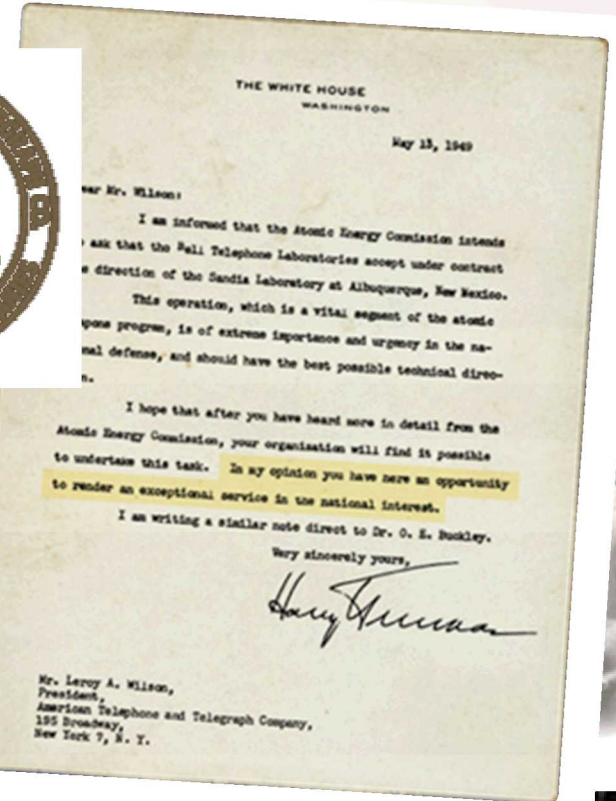 THE WHITE HOUSE
WASHINGTON
May 13, 1949
ear Mr. Wilson:
I am informed that the Atomic Energy Commission intends
ask that the Bell Telephone Laboratories accept under contract
e direction of the Sandia Laboratory at Albuquerque, New Mexico.
This operation, which is a vital segment of the atomic
apons program, is of extreme importance and urgency in the na-
nal defense, and should have the best possible technical direc-
n.
I hope that after you have heard more in detail from the
Atomic Energy Commission, your organization will find it possible
to undertake this task. In my opinion you have here an opportunity
to render an exceptional service in the national interest.
I am writing a similar note direct to Dr. O. E. Buckley.
Very sincerely yours,
Harry Truman
Mr. Leroy A. Wilson,
President,
American Telephone and Telegraph Company,
195 Broadway,
New York 7, N. Y.